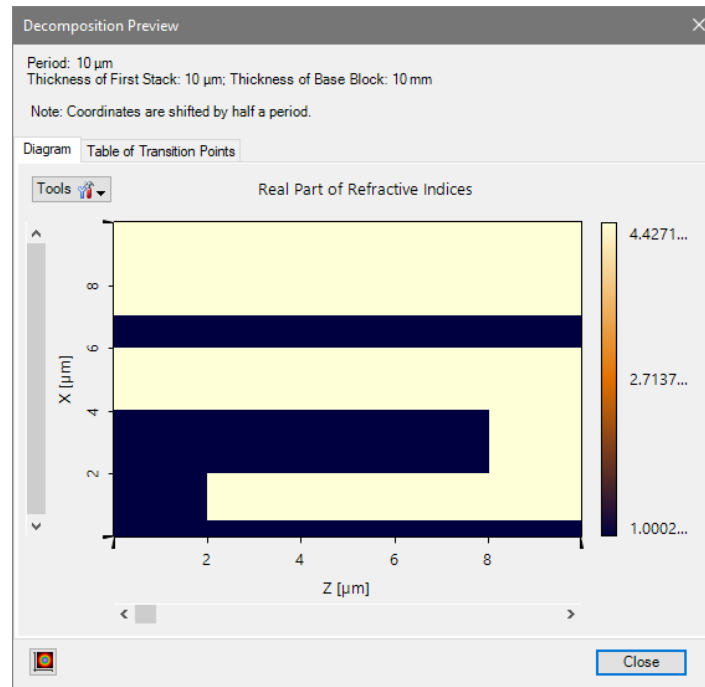 Decomposition Preview
Period: 10 µm
Thickness of First Stack: 10 µm; Thickness of Base Block: 10 mm
Note: Coordinates are shifted by half a period.
Diagram Table of Transition Points
Tools
Real Part of Refractive Indices
X [µm]
8
6
4
2
2 4 6 8
Z [µm]
4.4271...
2.7137...
1.0002...
Close